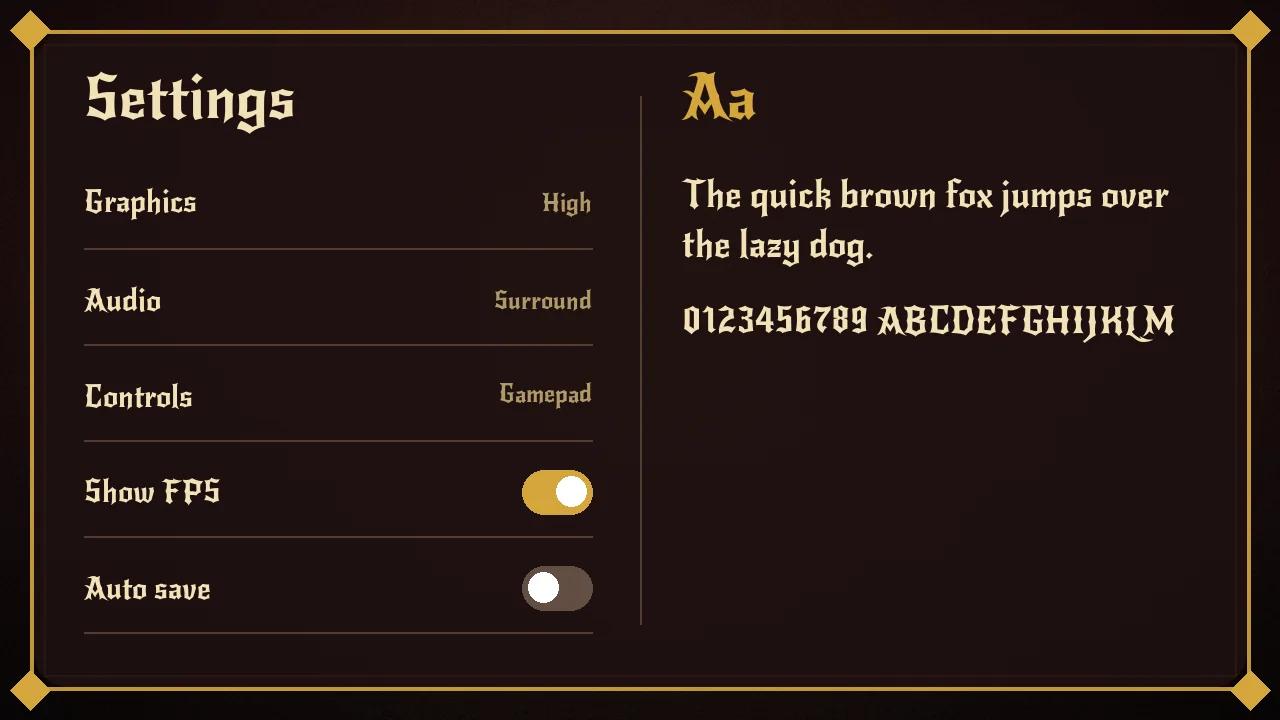 Settings
Graphics High
Audio Surround
Controls Gamepad
Show FPS
Auto save
Aa
The quick brown fox jumps over
the lazy dog.
0123456789 ABCDEFGHIJKLM